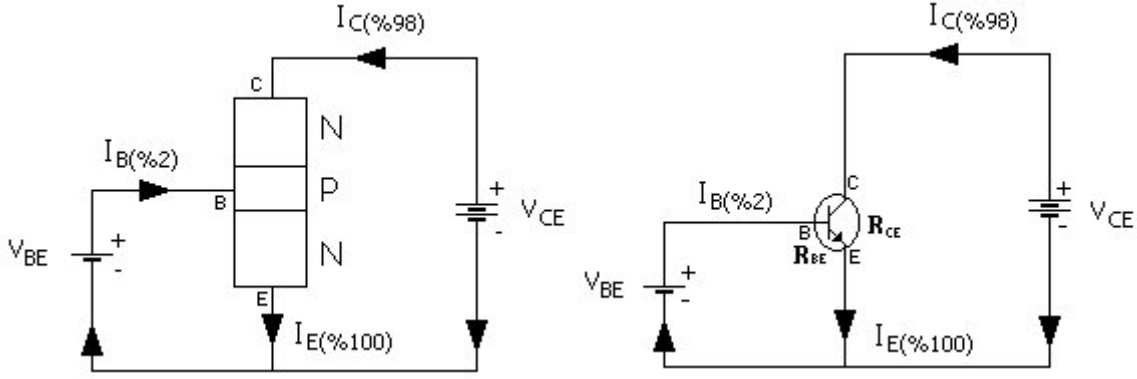 I_C(%98)
C
N
I_B(%2)
B
P
+
V_CE
-
V_BE
+
-
N
E
I_E(%100)
I_C(%98)
C
I_B(%2)
B
R_CE
R_BE
E
+
V_CE
-
V_BE
+
-
I_E(%100)